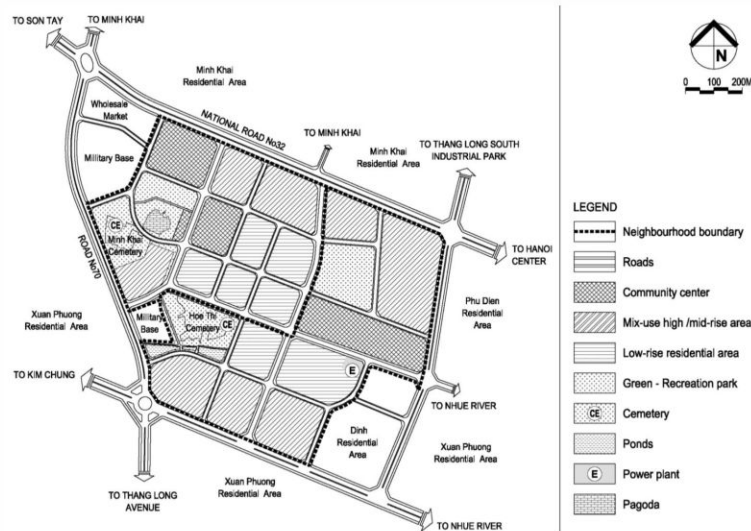 TO SON TAY
TO MINH KHAI
Minh Khai
Residential Area
N
0 100 200M
Wholesale
Market
NATIONAL ROAD No32
TO MINH KHAI
Minh Khai
Residential Area
TO THANG LONG SOUTH
INDUSTRIAL PARK
Military Base
LEGEND
CE
Minh Khai
Cemetery
ROAD No70
TO HANOI
CENTER
Neighbourhood boundary
Roads
Community center
Mix-use high /mid-rise area
Low-rise residential area
Green - Recreation park
CE
Cemetery
Ponds
E
Power plant
Pagoda
Phu Dien
Residential
Area
Xuan Phuong
Residential Area
Military
Base
Hoe Thi
Cemetery
CE
E
TO KIM CHUNG
TO NHUE RIVER
Dinh
Residential
Area
Xuan Phuong
Residential Area
Xuan Phuong
Residential Area
TO THANG LONG
AVENUE
TO NHUE RIVER